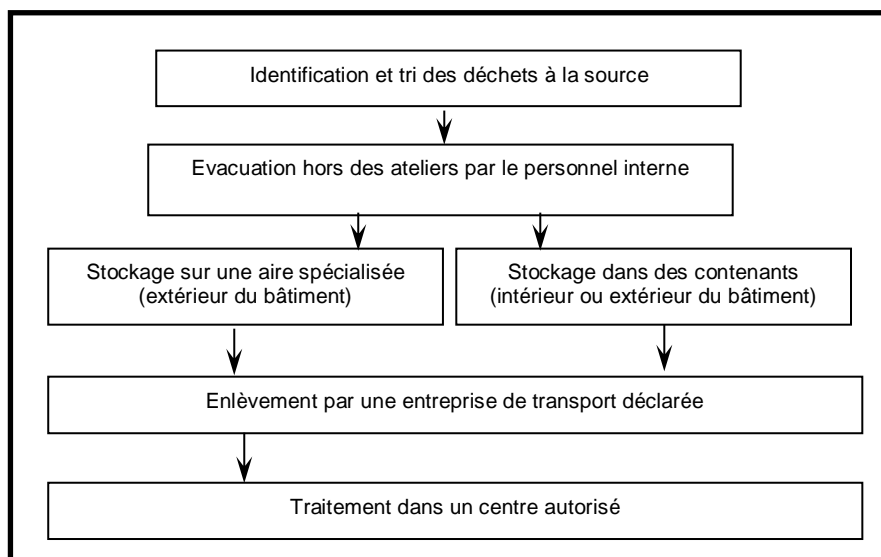 Identification et tri des déchets à la source
Evacuation hors des ateliers par le personnel interne
Stockage sur une aire spécialisée
(extérieur du bâtiment)
Stockage dans des contenants
(intérieur ou extérieur du bâtiment)
Enlèvement par une entreprise de transport déclarée
Traitement dans un centre autorisé